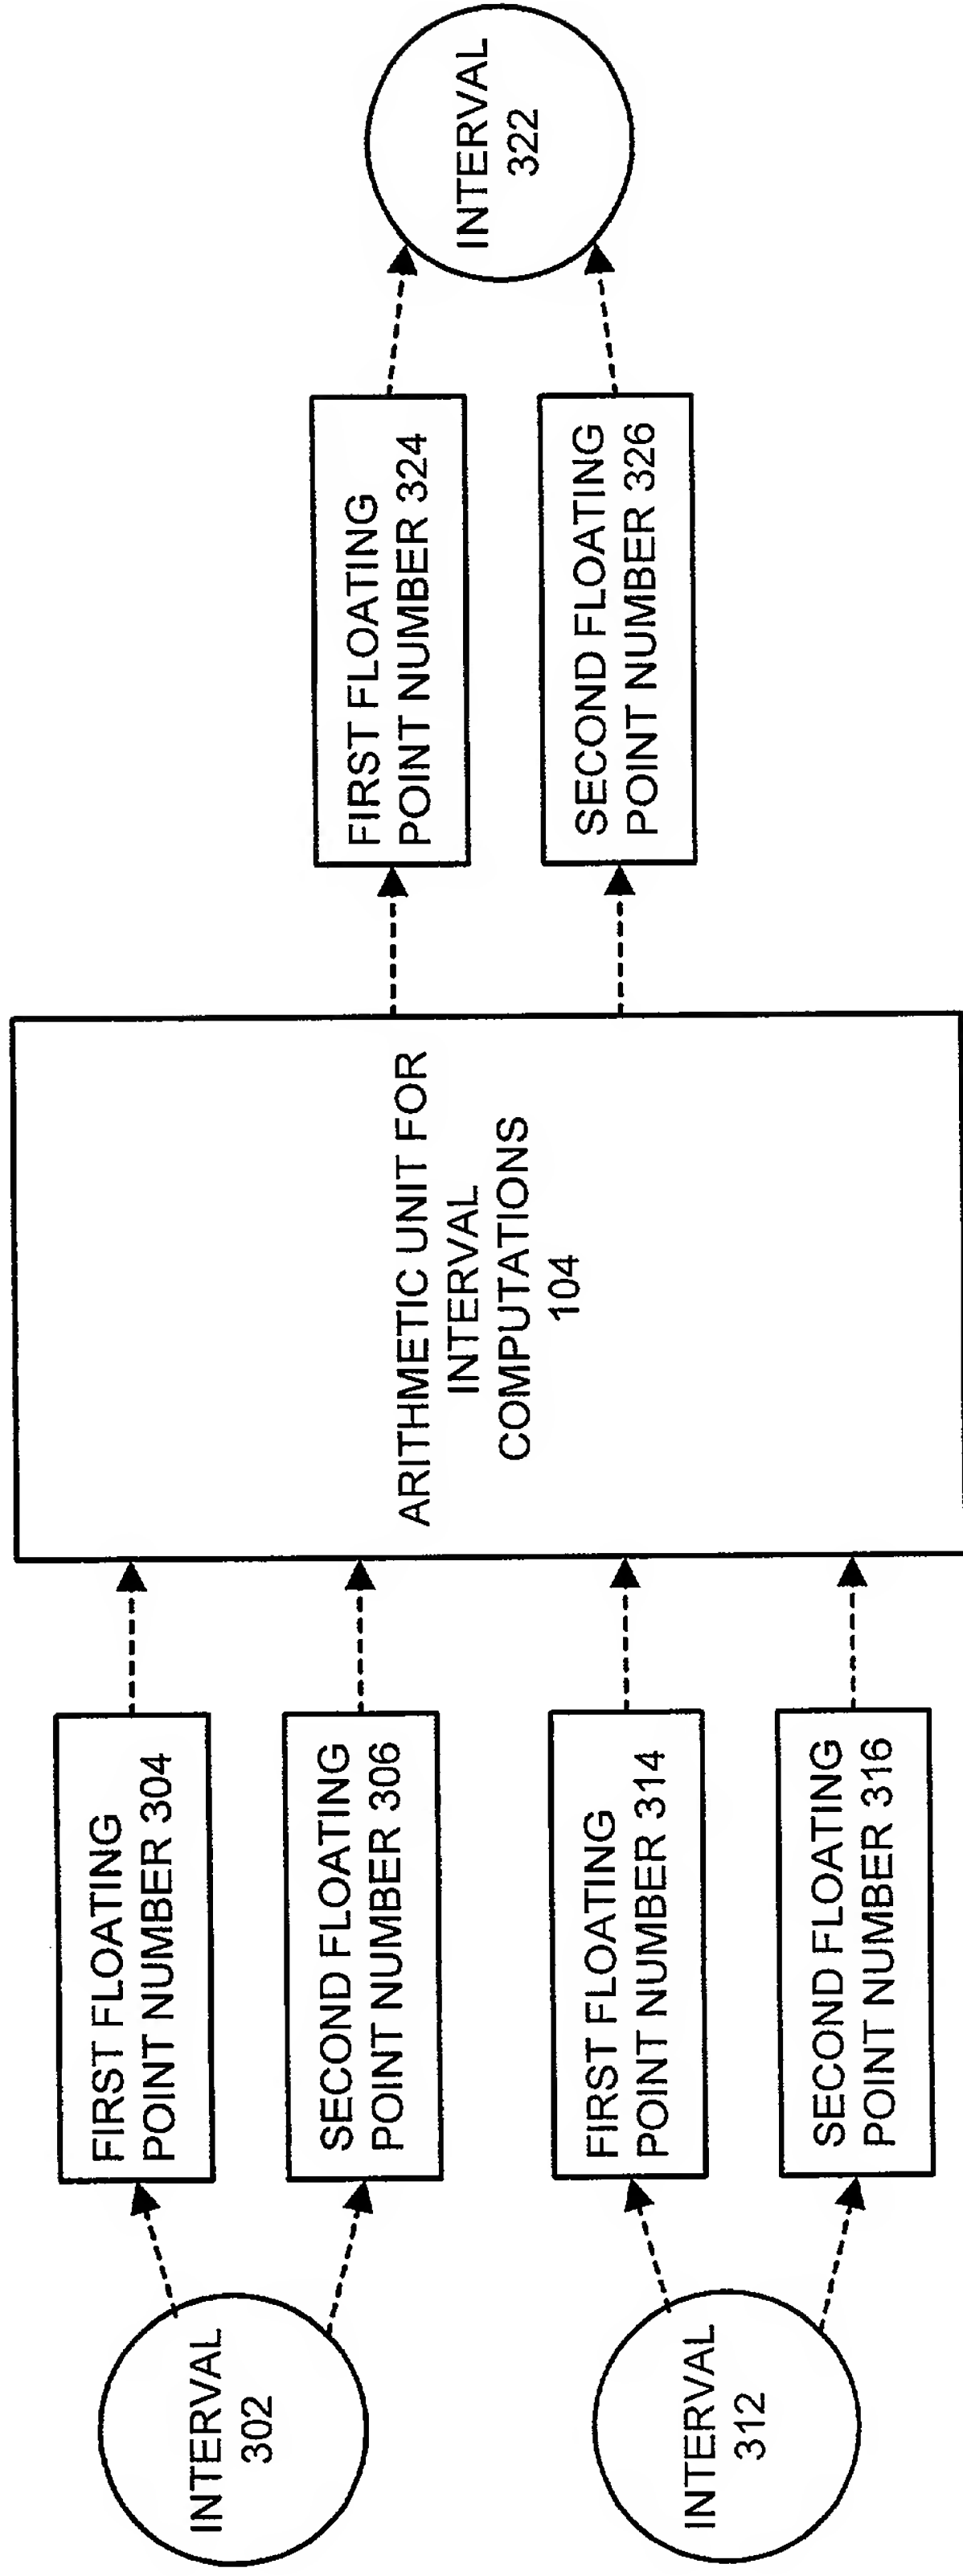 INTERVAL
302
FIRST FLOATING
POINT NUMBER 304
SECOND FLOATING
POINT NUMBER 306
INTERVAL
312
FIRST FLOATING
POINT NUMBER 314
SECOND FLOATING
POINT NUMBER 316
ARITHMETIC UNIT FOR
INTERVAL
COMPUTATIONS
104
FIRST FLOATING
POINT NUMBER 324
SECOND FLOATING
POINT NUMBER 326
INTERVAL
322